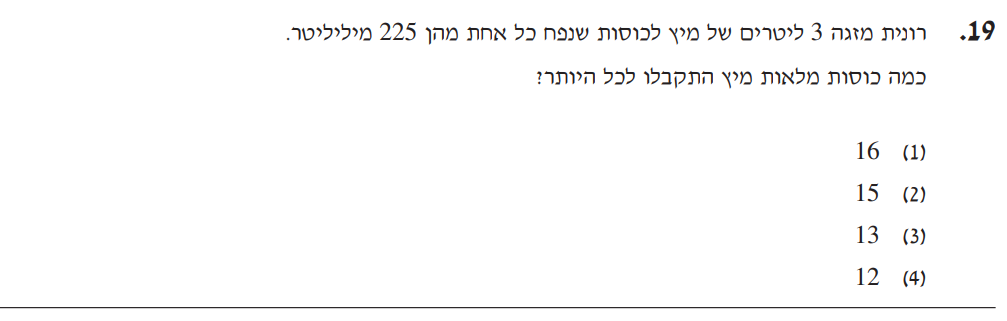 19. רונית מזגה 3 ליטרים של מיץ לכוסות שנפח כל אחת מהן 225 מיליליטר.
כמה כוסות מלאות מיץ התקבלו לכל היותר?
(1) 16
(2) 15
(3) 13
(4) 12